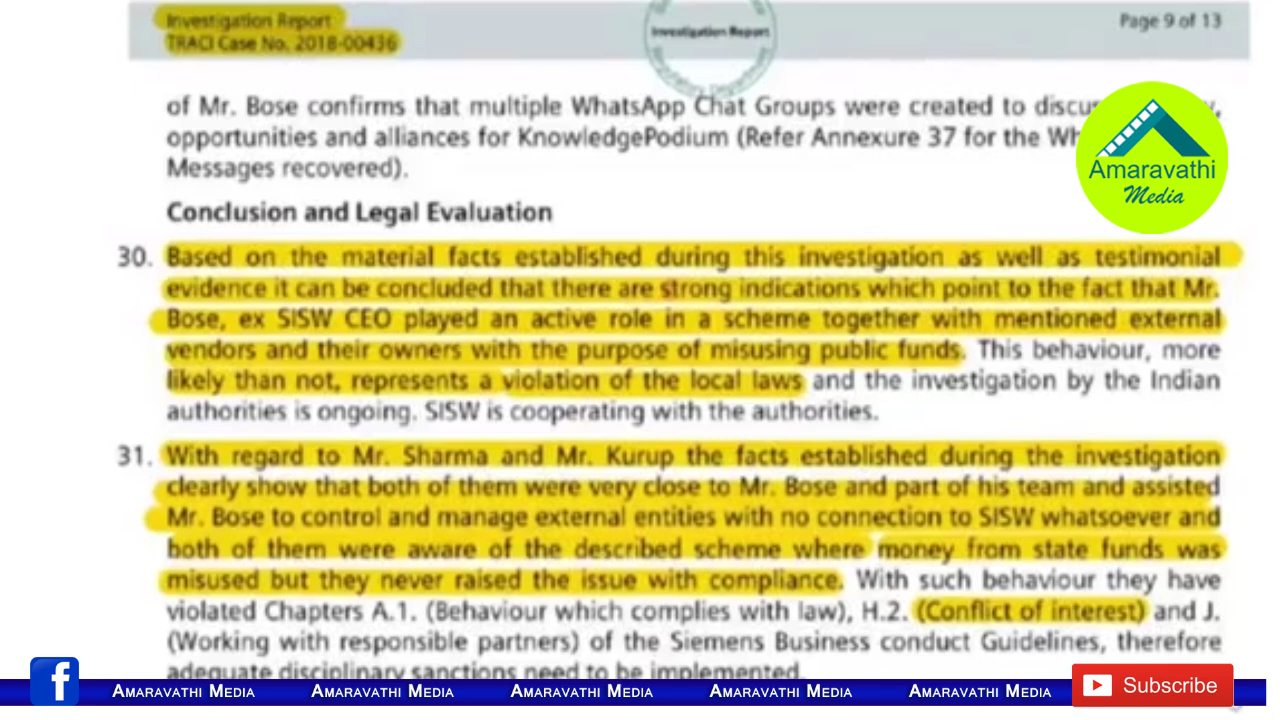 Investigation Report
TRACI Case No. 2018-00436
Investigation Report
Page 9 of 13
of Mr. Bose confirms that multiple WhatsApp Chat Groups were created to
opportunities and alliances for KnowledgePodium (Refer Annexure 37 for the
Messages recovered).
Amaravathi
Media
Conclusion and Legal Evaluation
30. Based on the material facts established during this investigation as well as testimonial
evidence it can be concluded that there are strong indications which point to the fact that Mr.
Bose, ex SISW CEO played an active role in a scheme together with mentioned external
vendors and their owners with the purpose of misusing public funds. This behaviour, more
likely than not, represents a violation of the local laws and the investigation by the Indian
authorities is ongoing. SISW is cooperating with the authorities.
31. With regard to Mr. Sharma and Mr. Kurup the facts established during the investigation
clearly show that both of them were very close to Mr. Bose and part of his team and assisted
Mr. Bose to control and manage external entities with no connection to SISW whatsoever and
both of them were aware of the described scheme where money from state funds was
misused but they never raised the issue with compliance. With such behaviour they have
violated Chapters A.1. (Behaviour which complies with law), H.2. (Conflict of interest) and J.
(Working with responsible partners) of the Siemens Business conduct Guidelines, therefore
adequate disciplinary sanctions need to be implemented.
f
Amaravathi Media Amaravathi Media Amaravathi Media Amaravathi Media Amaravathi Media
Subscribe